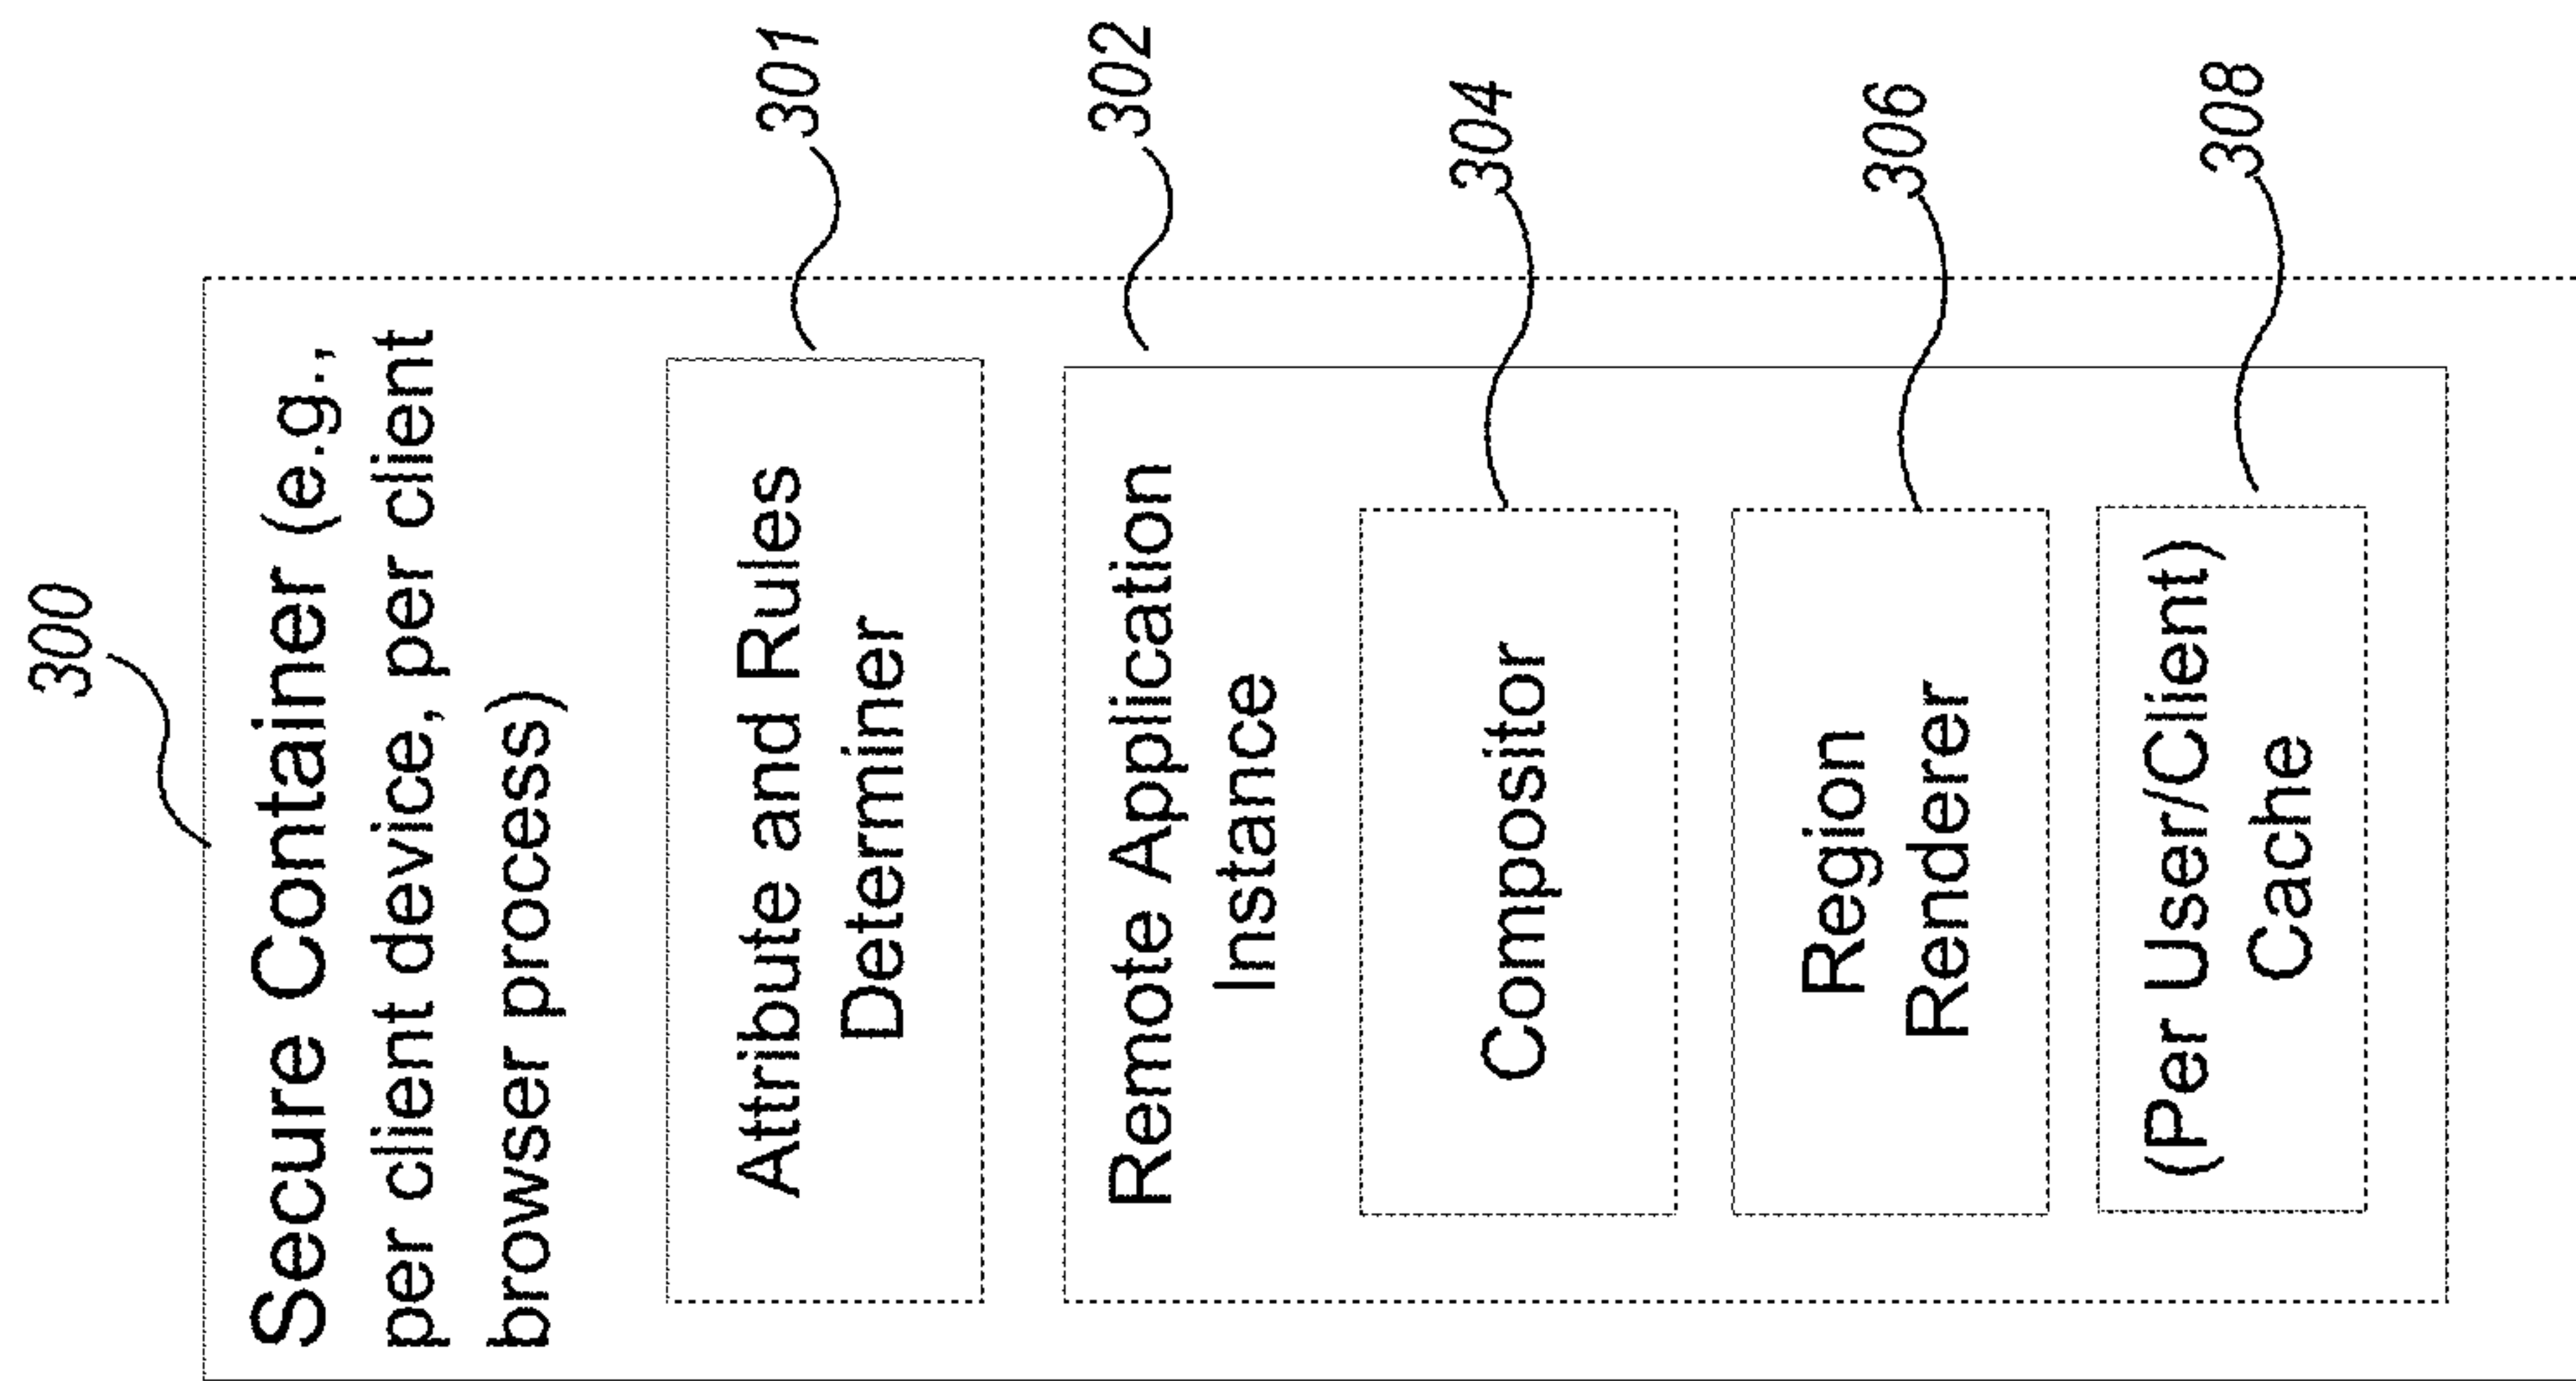 300
Secure Container (e.g.,
per client device, per client
browser process)
301
Attribute and Rules
Determiner
302
Remote Application
Instance
304
Compositor
306
Region
Renderer
308
(Per User/Client)
Cache